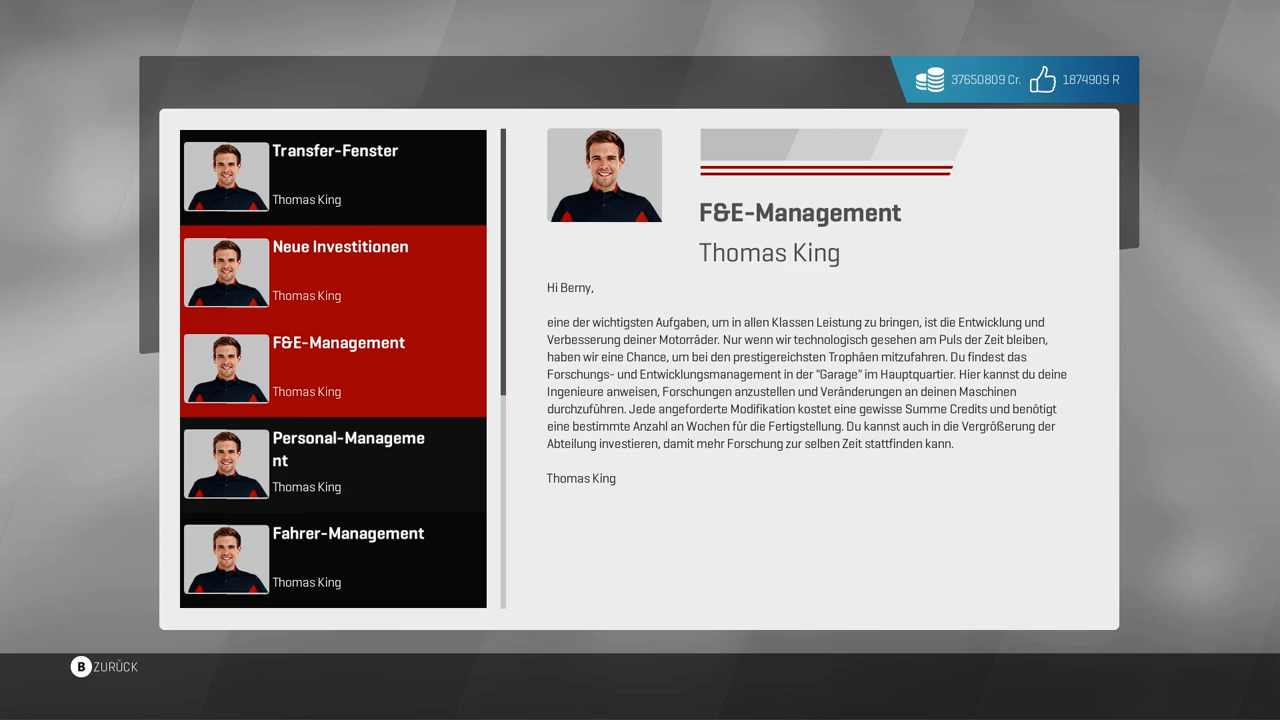 37650809 Cr. 1874909 R
Transfer-Fenster
Thomas King
Neue Investitionen
Thomas King
F&E-Management
Thomas King
Personal-Manageme
nt
Thomas King
Fahrer-Management
Thomas King
F&E-Management
Thomas King
Hi Berny,
eine der wichtigsten Aufgaben, um in allen Klassen Leistung zu bringen, ist die Entwicklung und
Verbesserung deiner Motorräder. Nur wenn wir technologisch gesehen am Puls der Zeit bleiben,
haben wir eine Chance, um bei den prestigereichsten Trophäen mitzufahren. Du findest das
Forschungs- und Entwicklungsmanagement in der "Garage" im Hauptquartier. Hier kannst du deine
Ingenieure anweisen, Forschungen anzustellen und Veränderungen an deinen Maschinen
durchzuführen. Jede angeforderte Modifikation kostet eine gewisse Summe Credits und benötigt
eine bestimmte Anzahl an Wochen für die Fertigstellung. Du kannst auch in die Vergrößerung der
Abteilung investieren, damit mehr Forschung zur selben Zeit stattfinden kann.
Thomas King
B ZURÜCK